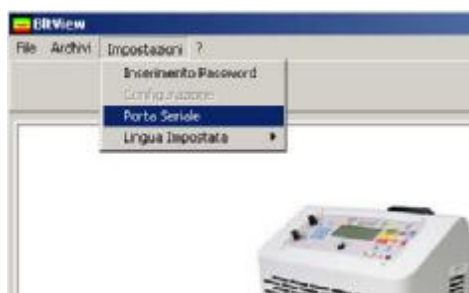 BltView
File Archivi Impostazioni ?
Inserimento Password
Configurazione
Porta Seriale
Lingua Impostata